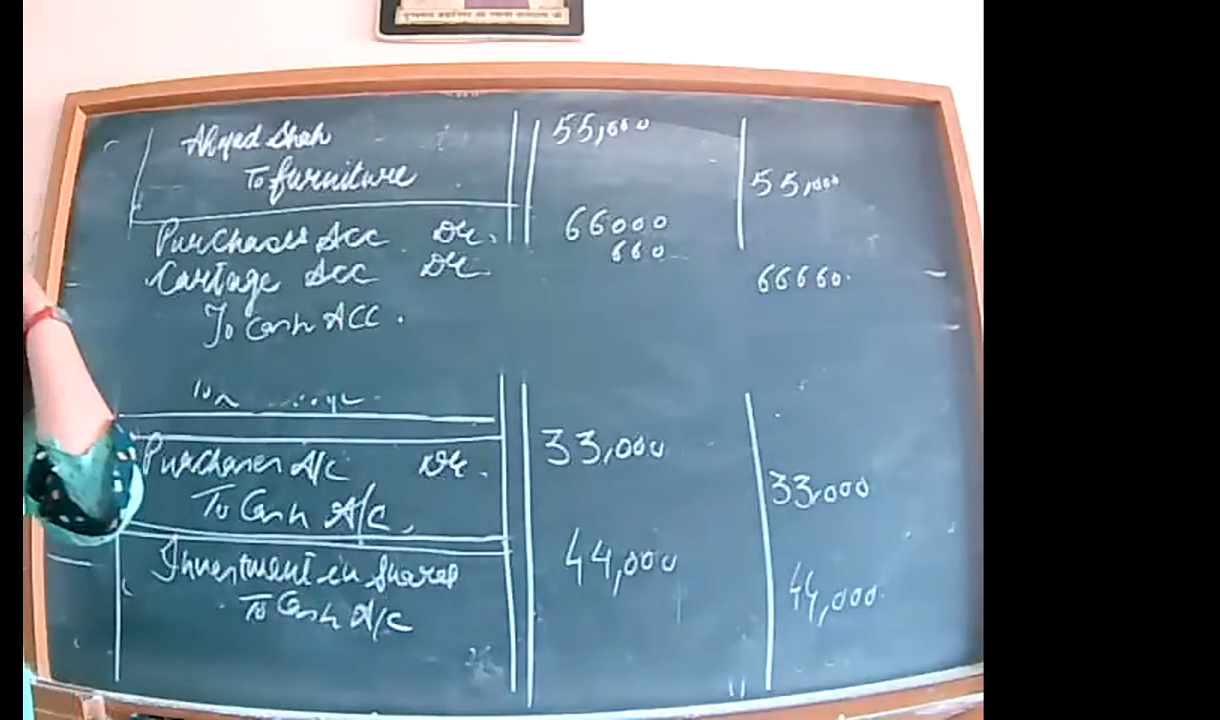 Ahmad Shah 55,000
To furniture 55,000
Purchases Acc Dr. 66000
Cartage Acc Dr. 660
66660.
To Cash Acc.
Purchases A/c Dr. 33,000
To Cash A/c. 33,000
Investment in Shares 44,000
To Cash A/c 44,000